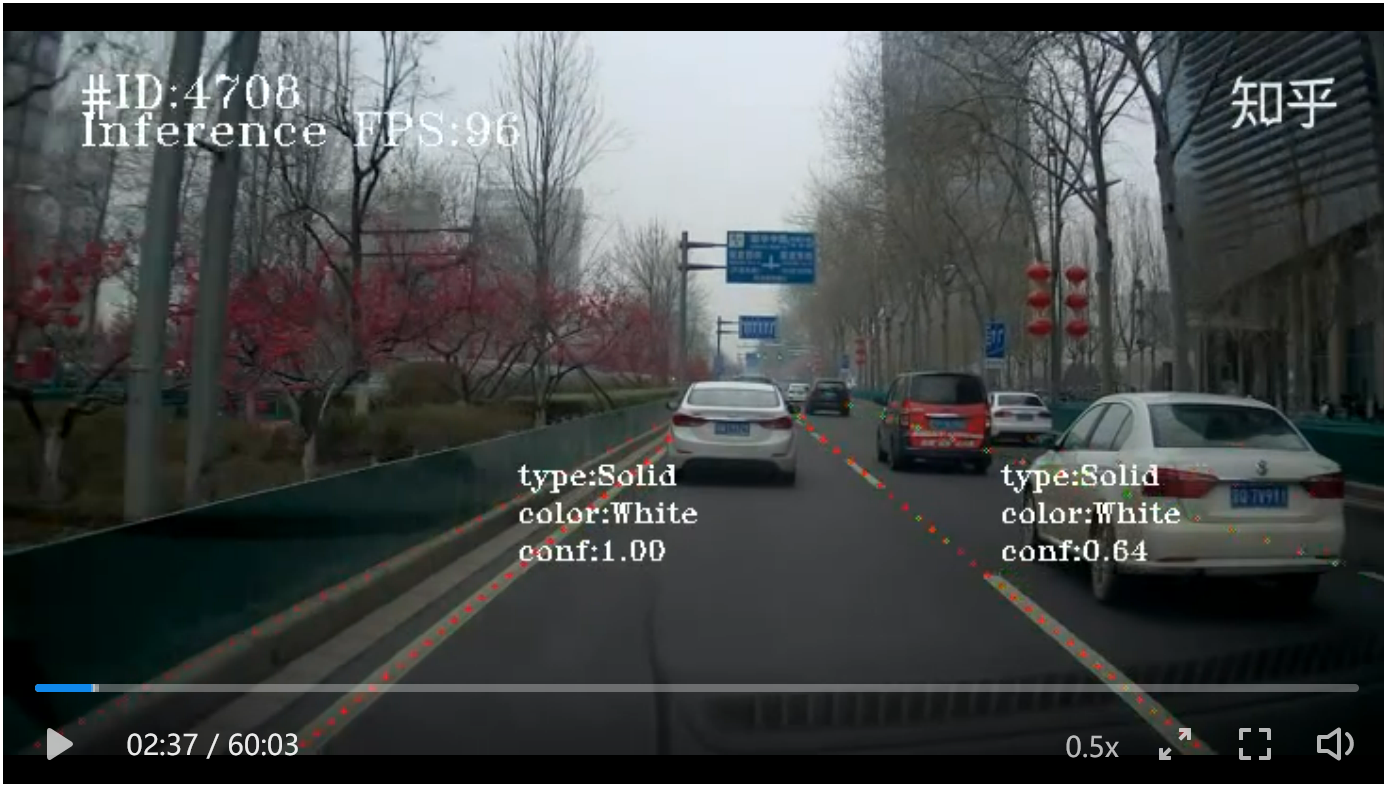 #ID:4708
Inference FPS:96
知乎
type:Solid
color:White
conf:1.00
type:Solid
color:White
conf:0.64
02:37 / 60:03
0.5x